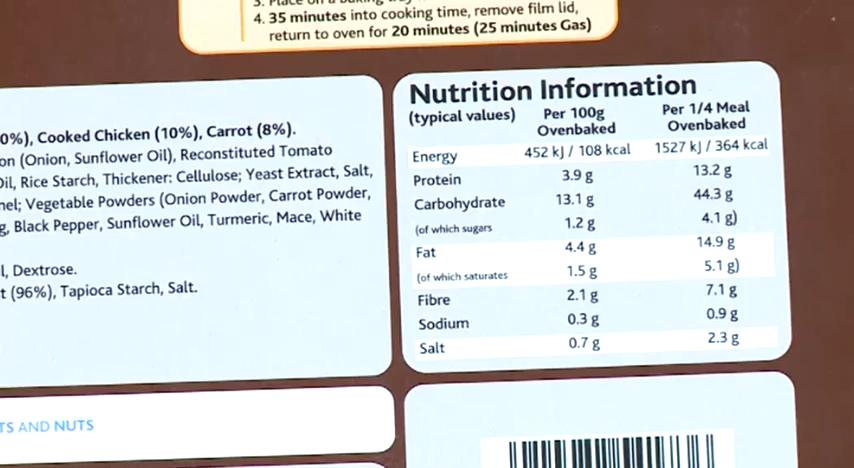 4. 35 minutes into cooking time, remove film lid,
return to oven for 20 minutes (25 minutes Gas)
0%), Cooked Chicken (10%), Carrot (8%).
on (Onion, Sunflower Oil), Reconstituted Tomato
Oil, Rice Starch, Thickener: Cellulose; Yeast Extract, Salt,
nel; Vegetable Powders (Onion Powder, Carrot Powder,
g, Black Pepper, Sunflower Oil, Turmeric, Mace, White
l, Dextrose.
t (96%), Tapioca Starch, Salt.
TS AND NUTS
Nutrition Information
(typical values) Per 100g Ovenbaked Per 1/4 Meal Ovenbaked
Energy 452 kJ / 108 kcal 1527 kJ / 364 kcal
Protein 3.9 g 13.2 g
Carbohydrate 13.1 g 44.3 g
(of which sugars 1.2 g 4.1 g)
Fat 4.4 g 14.9 g
(of which saturates 1.5 g 5.1 g)
Fibre 2.1 g 7.1 g
Sodium 0.3 g 0.9 g
Salt 0.7 g 2.3 g